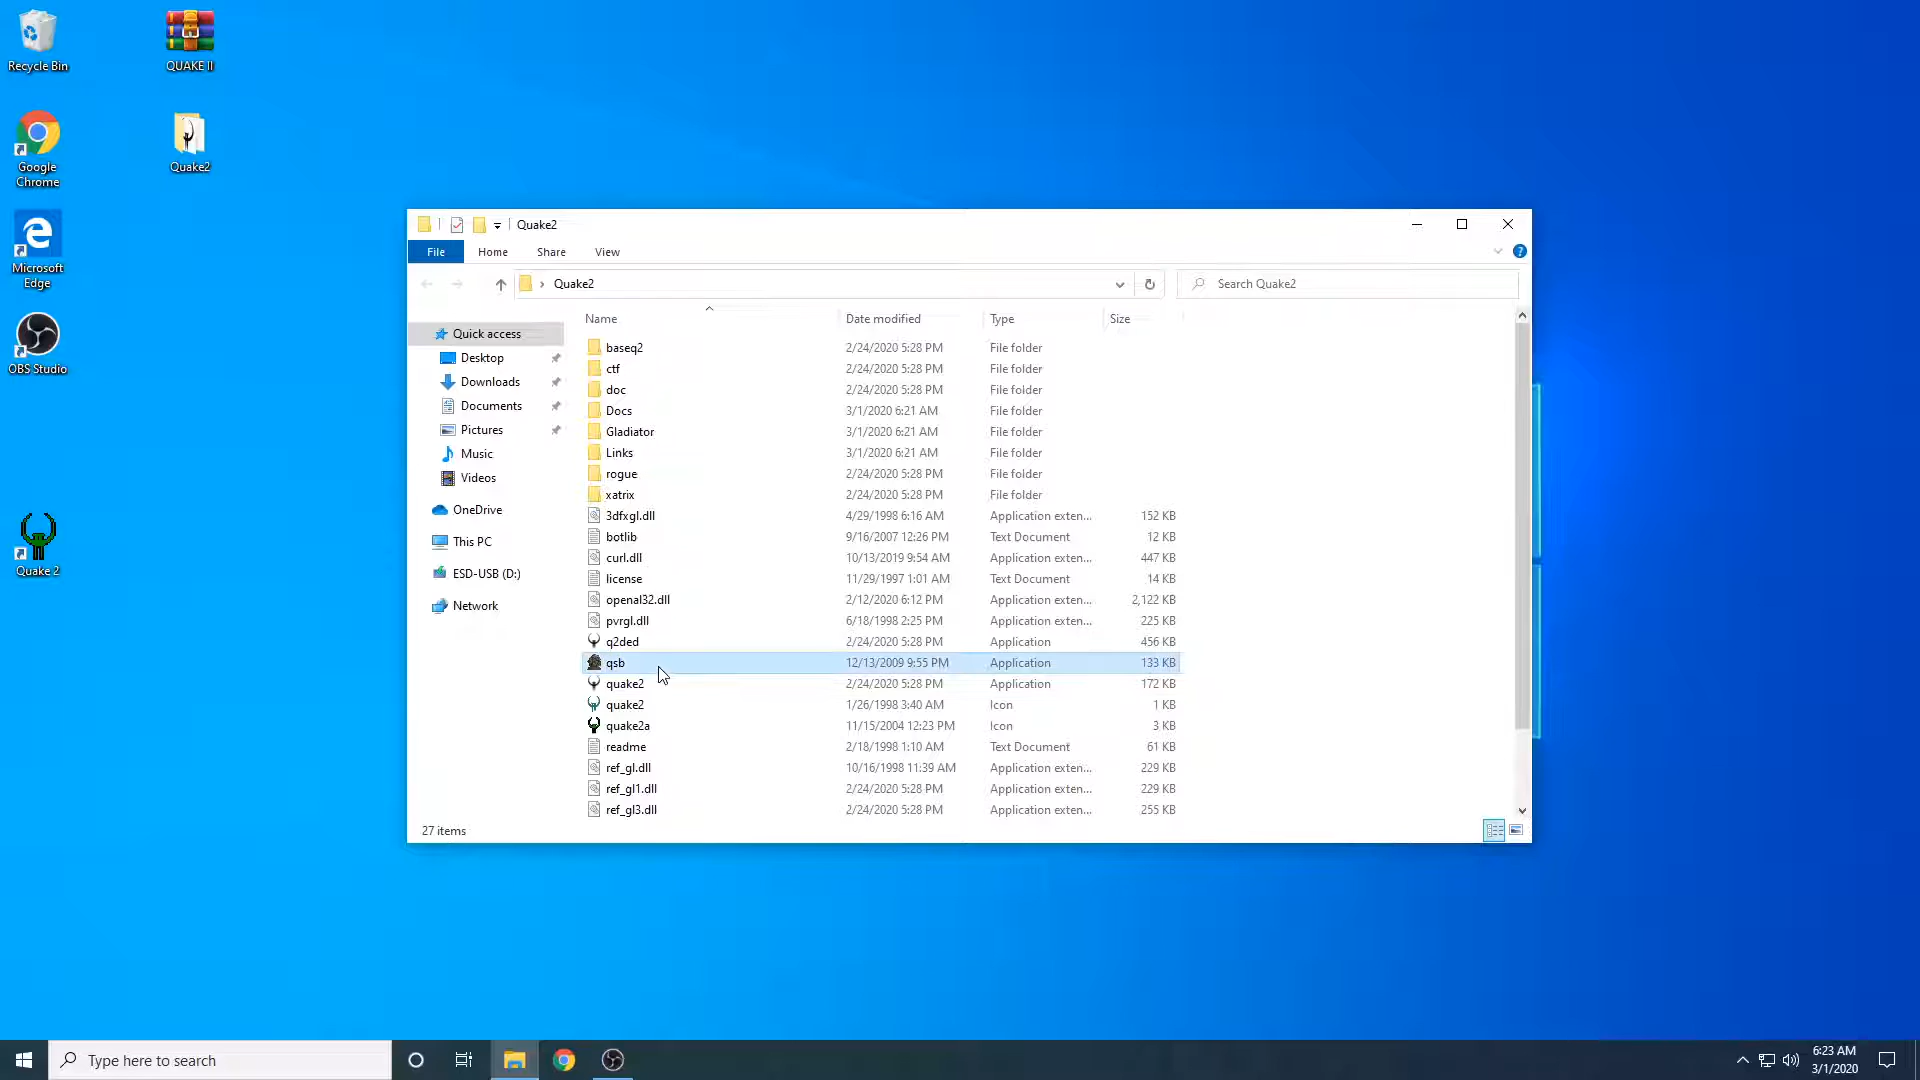 Recycle Bin
QUAKE II
Google
Chrome
Quake2
Microsoft
Edge
OBS Studio
Quake 2
Quake2
File Home Share View
Quake2
Search Quake2
Quick access
Desktop
Downloads
Documents
Pictures
Music
Videos
OneDrive
This PC
ESD-USB (D:)
Network
Name Date modified Type Size
baseq2 2/24/2020 5:28 PM File folder
ctf 2/24/2020 5:28 PM File folder
doc 2/24/2020 5:28 PM File folder
Docs 3/1/2020 6:21 AM File folder
Gladiator 3/1/2020 6:21 AM File folder
Links 3/1/2020 6:21 AM File folder
rogue 2/24/2020 5:28 PM File folder
xatrix 2/24/2020 5:28 PM File folder
3dfxgl.dll 4/29/1998 6:16 AM Application exten... 152 KB
botlib 9/16/2007 12:26 PM Text Document 12 KB
curl.dll 10/13/2019 9:54 AM Application exten... 447 KB
license 11/29/1997 1:01 AM Text Document 14 KB
openal32.dll 2/12/2020 6:12 PM Application exten... 2,122 KB
pvrgl.dll 6/18/1998 2:25 PM Application exten... 225 KB
q2ded 2/24/2020 5:28 PM Application 456 KB
qsb 12/13/2009 9:55 PM Application 133 KB
quake2 2/24/2020 5:28 PM Application 172 KB
quake2 1/26/1998 3:40 AM Icon 1 KB
quake2a 11/15/2004 12:23 PM Icon 3 KB
readme 2/18/1998 1:10 AM Text Document 61 KB
ref_gl.dll 10/16/1998 11:39 AM Application exten... 229 KB
ref_gl1.dll 2/24/2020 5:28 PM Application exten... 229 KB
ref_gl3.dll 2/24/2020 5:28 PM Application exten... 255 KB
27 items
Type here to search
6:23 AM
3/1/2020